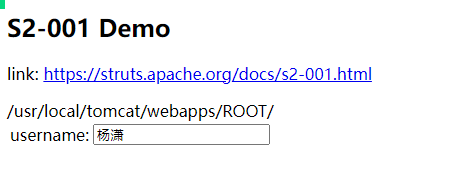 S2-001 Demo
link: https://struts.apache.org/docs/s2-001.html
/usr/local/tomcat/webapps/ROOT/
username: 杨潇